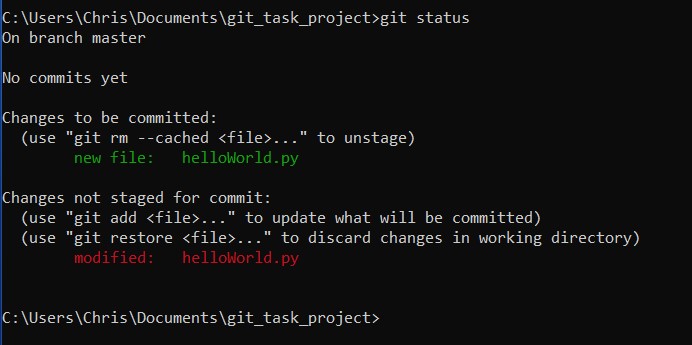 C:\Users\Chris\Documents\git_task_project>git status
On branch master
No commits yet
Changes to be committed:
(use "git rm --cached <file>..." to unstage)
new file:   helloWorld.py
Changes not staged for commit:
(use "git add <file>..." to update what will be committed)
(use "git restore <file>..." to discard changes in working directory)
modified:   helloWorld.py
C:\Users\Chris\Documents\git_task_project>